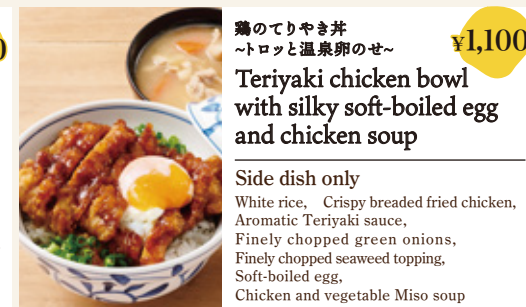 鶏のてりやき丼
~トロッと温泉卵のせ~
¥1,100
Teriyaki chicken bowl
with silky soft-boiled egg
and chicken soup
Side dish only
White rice, Crispy breaded fried chicken,
Aromatic Teriyaki sauce,
Finely chopped green onions,
Finely chopped seaweed topping,
Soft-boiled egg,
Chicken and vegetable Miso soup